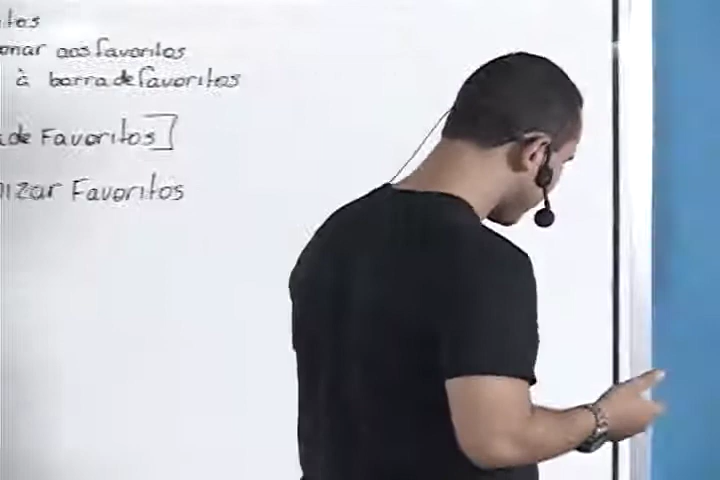 itos
onar aos favoritos
à barra de favoritos
a de Favoritos]
nizar Favoritos